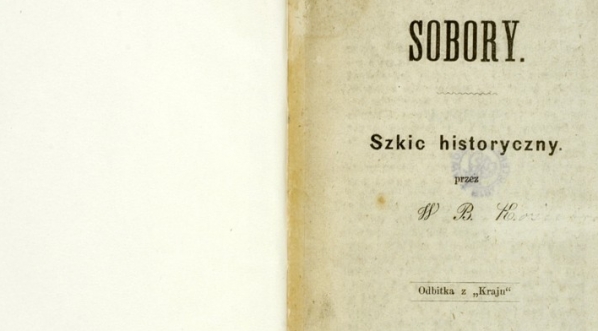 SOBORY.
Szkic historyczny.
przez
W B. K.
Odbitka z „Kraju“